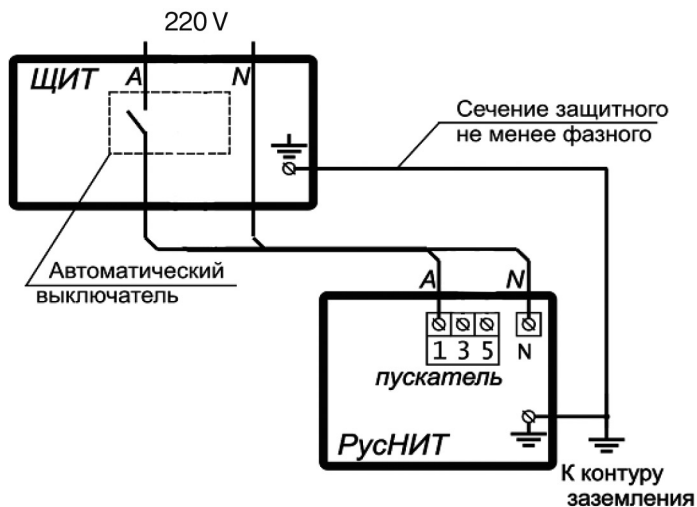 220 V
ЩИТ
A
N
Сечение защитного
не менее фазного
Автоматический
выключатель
A
N
1 3 5
N
пускатель
РусНИТ
К контуру
заземления